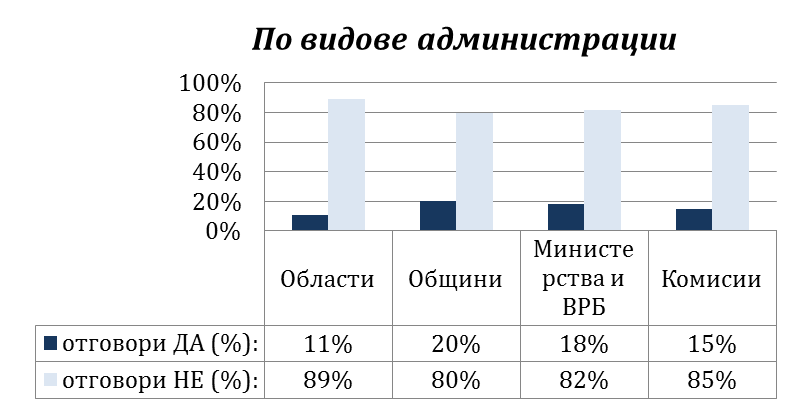 По видове администрации
100%
80%
60%
40%
20%
0%
Области Общини Министе
рства и
ВРБ Комисии
отговори ДА (%): 11% 20% 18% 15%
отговори НЕ (%): 89% 80% 82% 85%